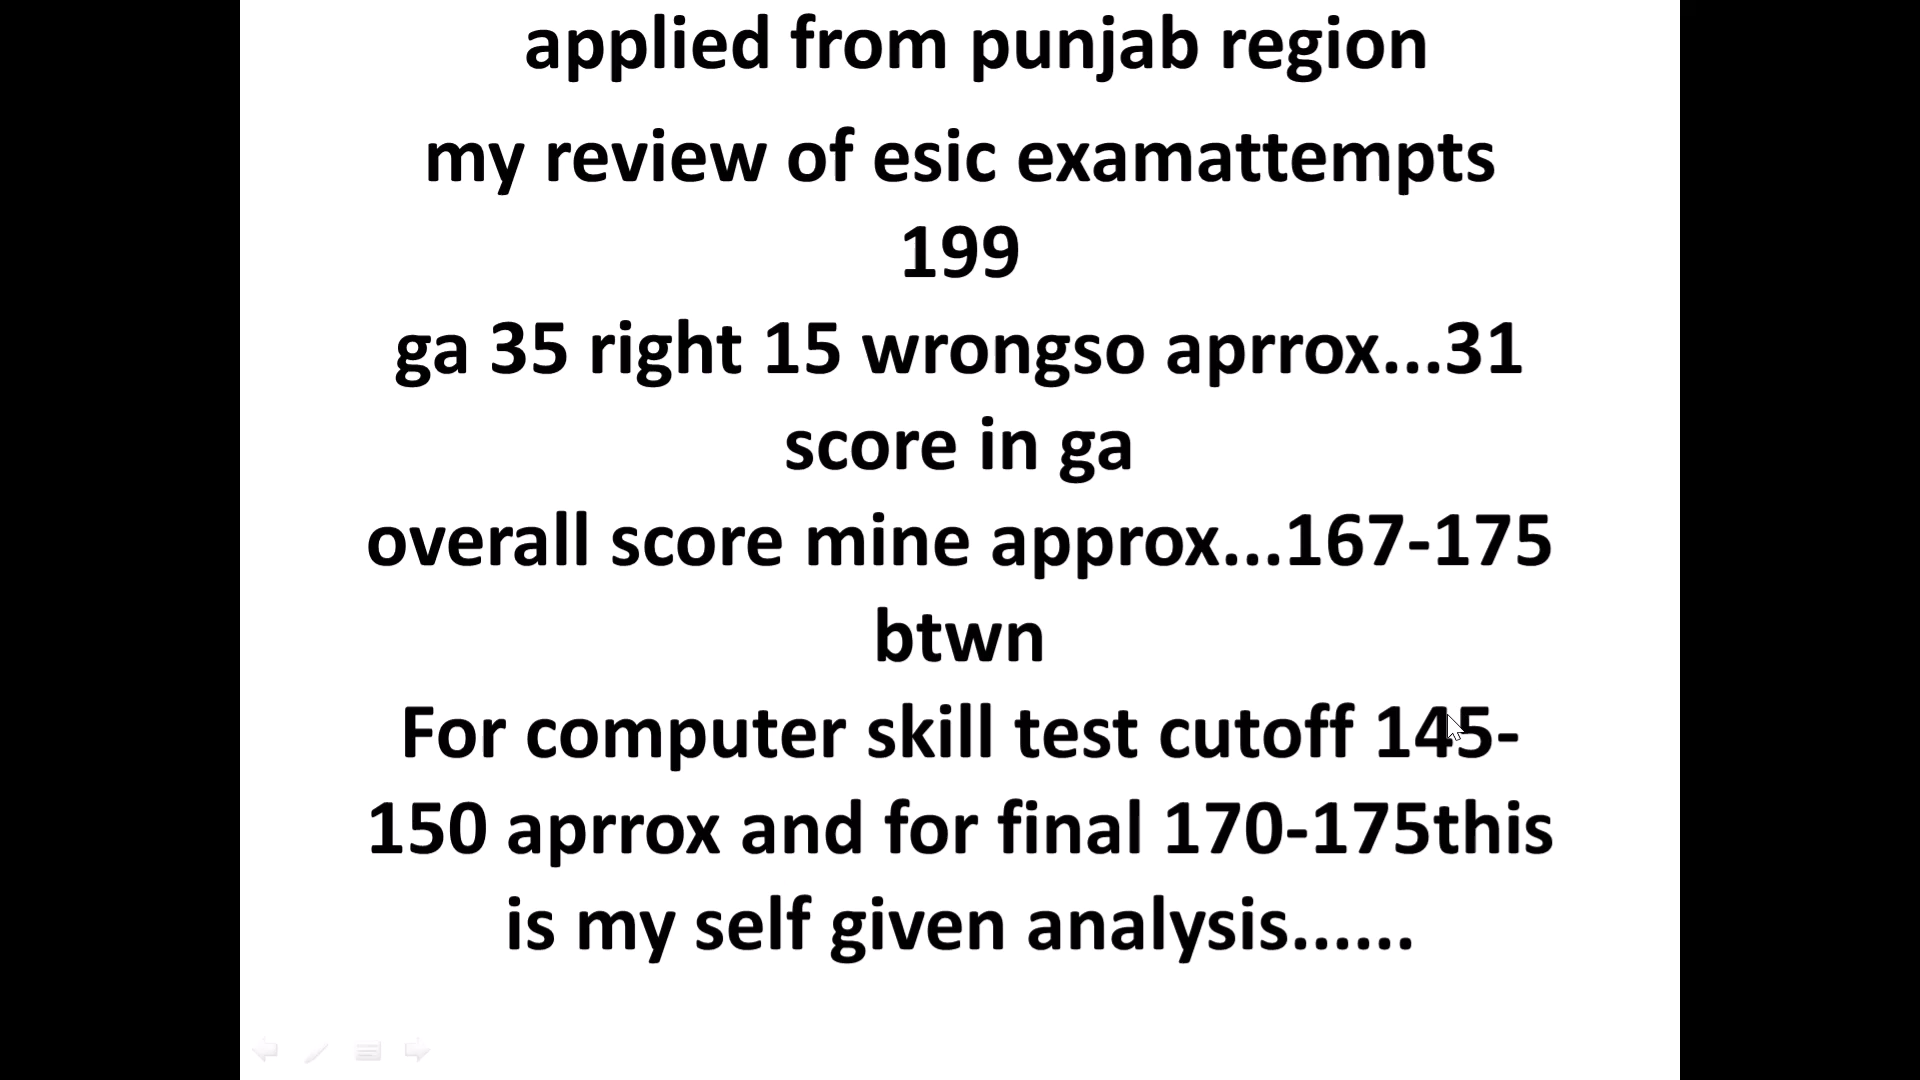 applied from punjab region
my review of esic examattempts
199
ga 35 right 15 wrongso aprrox...31
score in ga
overall score mine approx...167-175
btwn
For computer skill test cutoff 145-
150 aprrox and for final 170-175this
is my self given analysis......